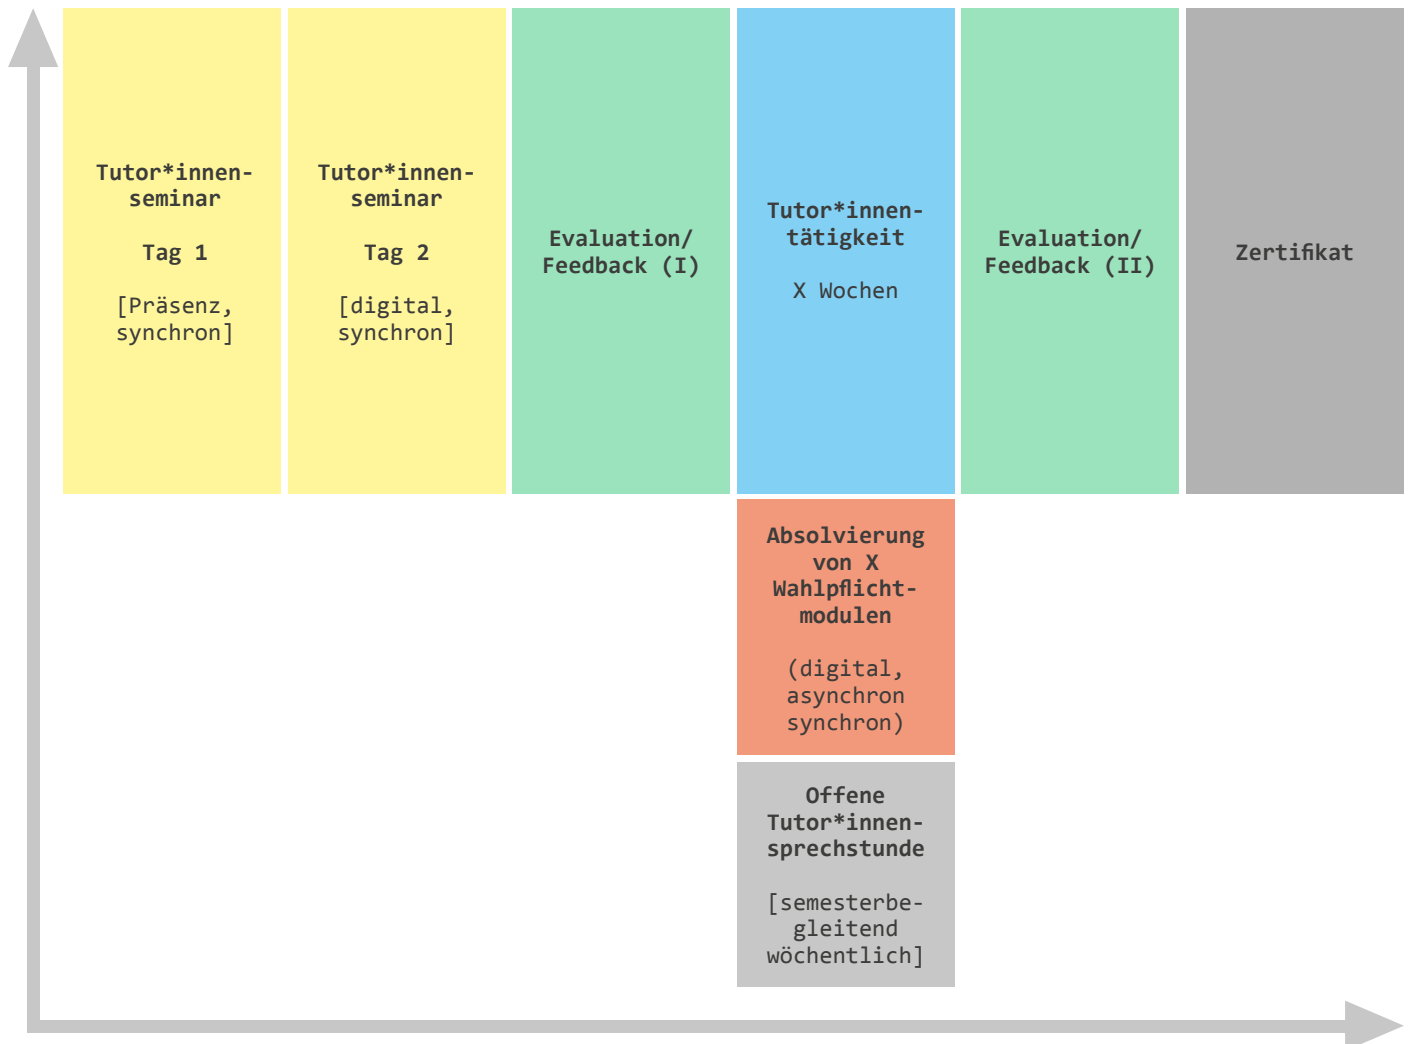 Tutor*innen-
seminar
Tag 1
[Präsenz,
synchron]
Tutor*innen-
seminar
Tag 2
[digital,
synchron]
Evaluation/
Feedback (I)
Tutor*innen-
tätigkeit
X Wochen
Evaluation/
Feedback (II)
Zertifikat
Absolvierung
von X
Wahlpflicht-
modulen
(digital,
asynchron
synchron)
Offene
Tutor*innen-
sprechstunde
[semesterbe-
gleitend
wöchentlich]